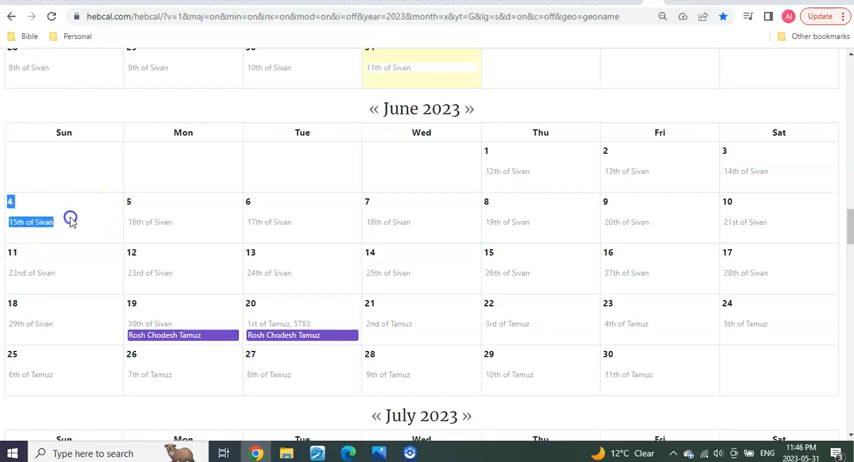 hebcal.com/hebcal/?v=1&maj=on&min=on&nx=on&mod=on&i=off&year=2023&month=x&yt=G&lg=s&d=on&c=off&geo=geoname
AI
Update
Bible
Personal
Other bookmarks
8th of Sivan
9th of Sivan
10th of Sivan
11th of Sivan
« June 2023 »
Sun Mon Tue Wed Thu Fri Sat
1 2 3
12th of Sivan 13th of Sivan 14th of Sivan
4 5 6 7 8 9 10
15th of Sivan 16th of Sivan 17th of Sivan 18th of Sivan 19th of Sivan 20th of Sivan 21st of Sivan
11 12 13 14 15 16 17
22nd of Sivan 23rd of Sivan 24th of Sivan 25th of Sivan 26th of Sivan 27th of Sivan 28th of Sivan
18 19 20 21 22 23 24
29th of Sivan 30th of Sivan 1st of Tamuz, 5783 2nd of Tamuz 3rd of Tamuz 4th of Tamuz 5th of Tamuz
Rosh Chodesh Tamuz Rosh Chodesh Tamuz
25 26 27 28 29 30
6th of Tamuz 7th of Tamuz 8th of Tamuz 9th of Tamuz 10th of Tamuz 11th of Tamuz
« July 2023 »
Type here to search
12°C Clear
ENG
11:46 PM
2023-05-31
3